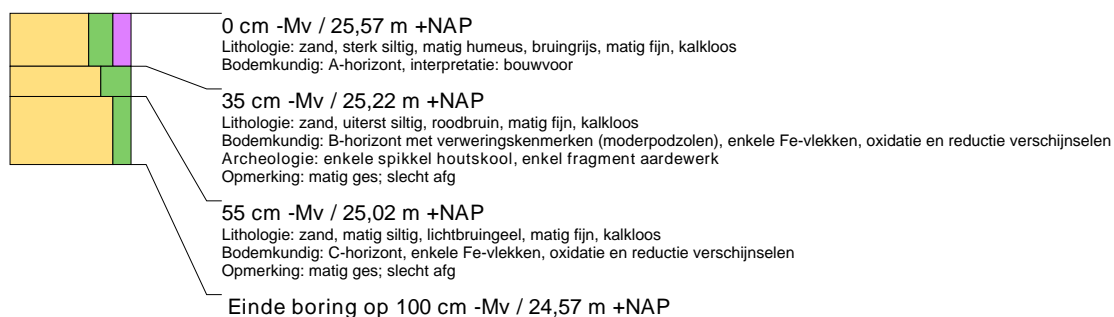 0 cm -Mv / 25,57 m +NAP
Lithologie: zand, sterk siltig, matig humeus, bruingrijs, matig fijn, kalkloos
Bodemkundig: A-horizont, interpretatie: bouwvoor
35 cm -Mv / 25,22 m +NAP
Lithologie: zand, uiterst siltig, roodbruin, matig fijn, kalkloos
Bodemkundig: B-horizont met verweringskenmerken (moderpodzolen), enkele Fe-vlekken, oxidatie en reductie verschijnselen
Archeologie: enkele spikkel houtskool, enkel fragment aardewerk
Opmerking: matig ges; slecht afg
55 cm -Mv / 25,02 m +NAP
Lithologie: zand, matig siltig, lichtbruingeel, matig fijn, kalkloos
Bodemkundig: C-horizont, enkele Fe-vlekken, oxidatie en reductie verschijnselen
Opmerking: matig ges; slecht afg
Einde boring op 100 cm -Mv / 24,57 m +NAP